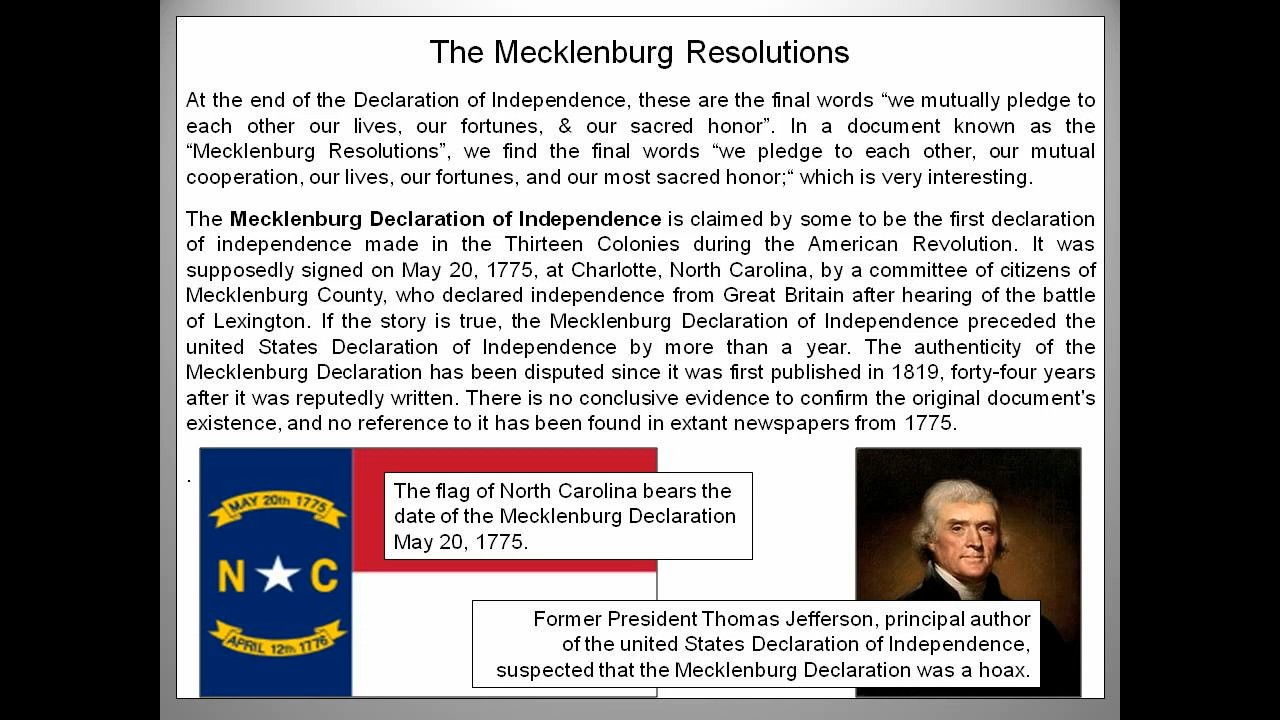 The Mecklenburg Resolutions
At the end of the Declaration of Independence, these are the final words “we mutually pledge to
each other our lives, our fortunes, & our sacred honor”. In a document known as the
“Mecklenburg Resolutions”, we find the final words “we pledge to each other, our mutual
cooperation, our lives, our fortunes, and our most sacred honor;“ which is very interesting.
The Mecklenburg Declaration of Independence is claimed by some to be the first declaration
of independence made in the Thirteen Colonies during the American Revolution. It was
supposedly signed on May 20, 1775, at Charlotte, North Carolina, by a committee of citizens of
Mecklenburg County, who declared independence from Great Britain after hearing of the battle
of Lexington. If the story is true, the Mecklenburg Declaration of Independence preceded the
united States Declaration of Independence by more than a year. The authenticity of the
Mecklenburg Declaration has been disputed since it was first published in 1819, forty-four years
after it was reputedly written. There is no conclusive evidence to confirm the original document's
existence, and no reference to it has been found in extant newspapers from 1775.
.
MAY 20th 1775
N C
APRIL 12th 1776
The flag of North Carolina bears the
date of the Mecklenburg Declaration
May 20, 1775.
Former President Thomas Jefferson, principal author
of the united States Declaration of Independence,
suspected that the Mecklenburg Declaration was a hoax.